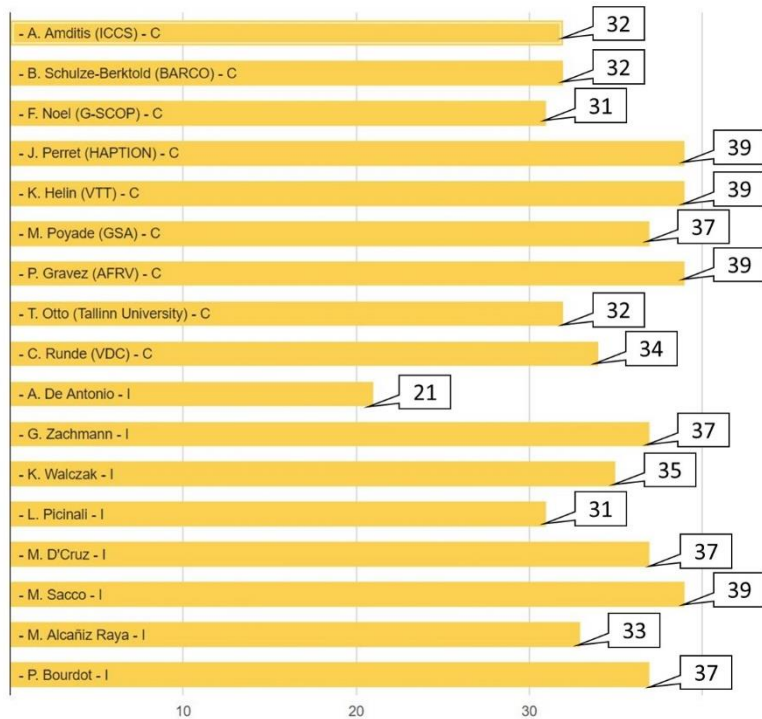 - A. Amditis (ICCS) - C 32
- B. Schulze-Berktold (BARCO) - C 32
- F. Noel (G-SCOP) - C 31
- J. Perret (HAPTION) - C 39
- K. Helin (VTT) - C 39
- M. Poyade (GSA) - C 37
- P. Gravez (AFRV) - C 39
- T. Otto (Tallinn University) - C 32
- C. Runde (VDC) - C 34
- A. De Antonio - I 21
- G. Zachmann - I 37
- K. Walczak - I 35
- L. Picinali - I 31
- M. D'Cruz - I 37
- M. Sacco - I 39
- M. Alcañiz Raya - I 33
- P. Bourdot - I 37
10 20 30